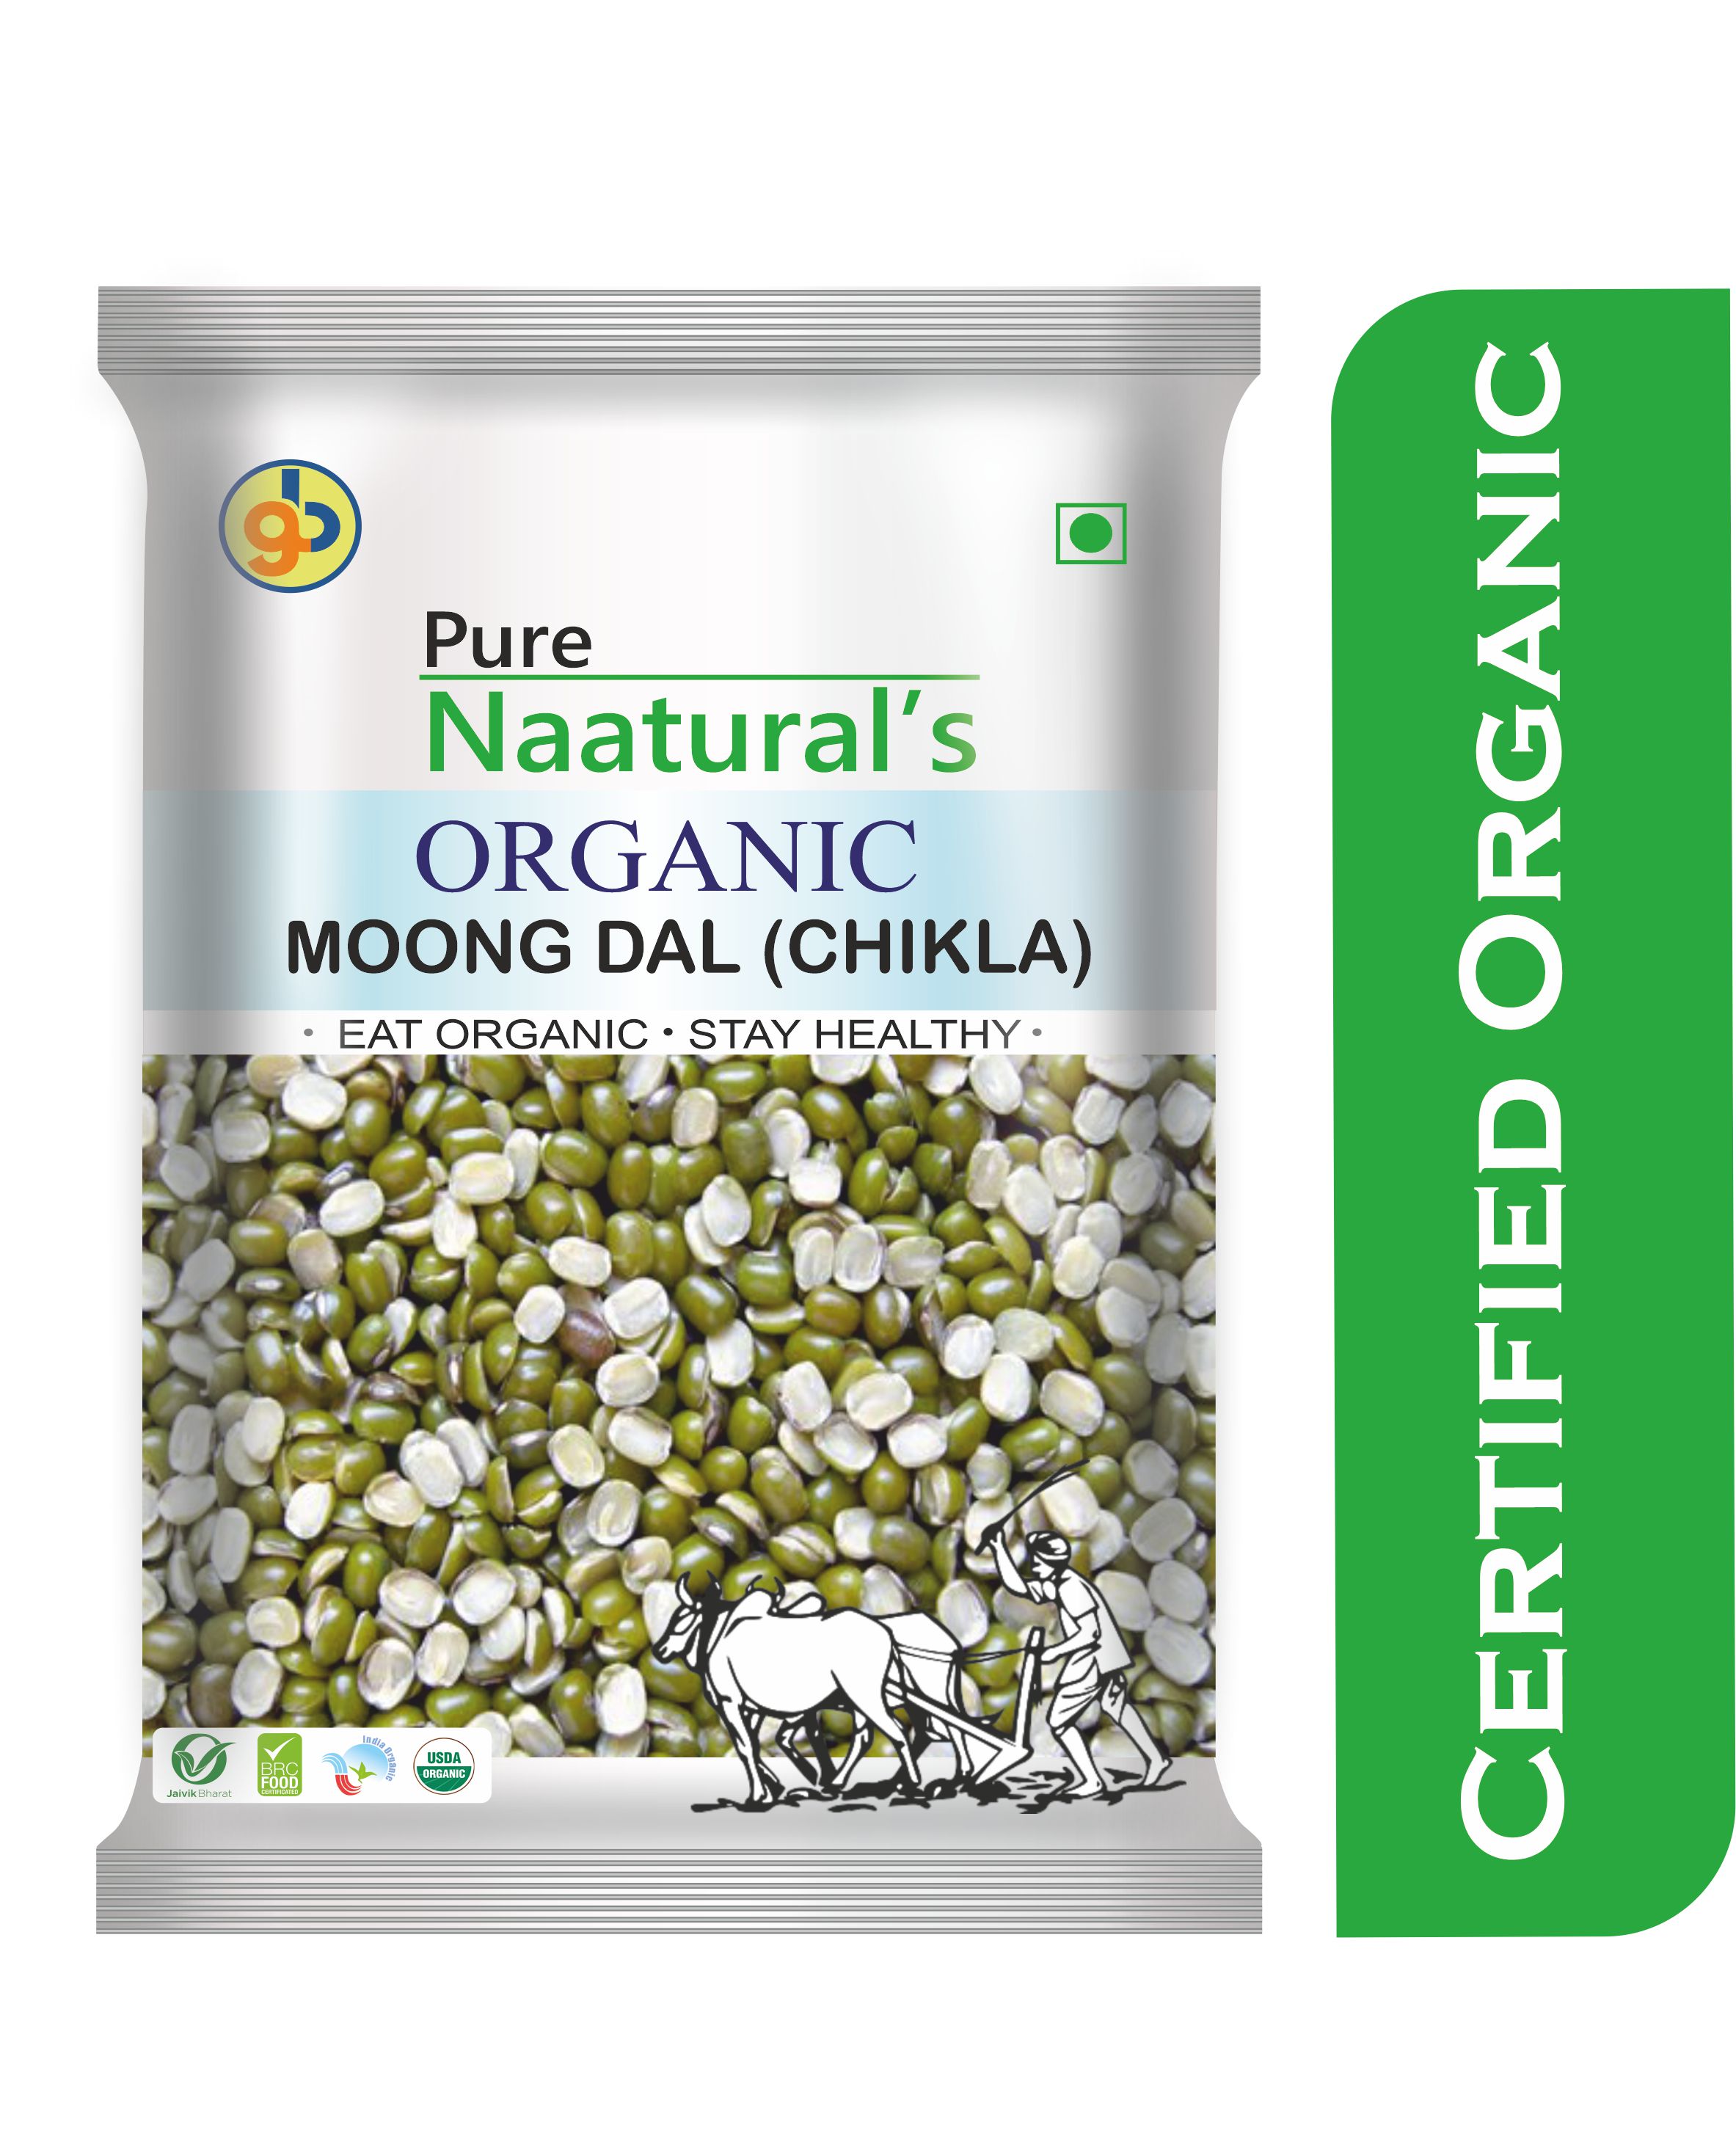 gb
Pure
Naatural's
ORGANIC
MOONG DAL (CHIKLA)
• EAT ORGANIC • STAY HEALTHY •
Jaivik Bharat
BRC
FOOD
CERTIFICATED
India Organic
USDA
ORGANIC
CERTIFIED ORGANIC